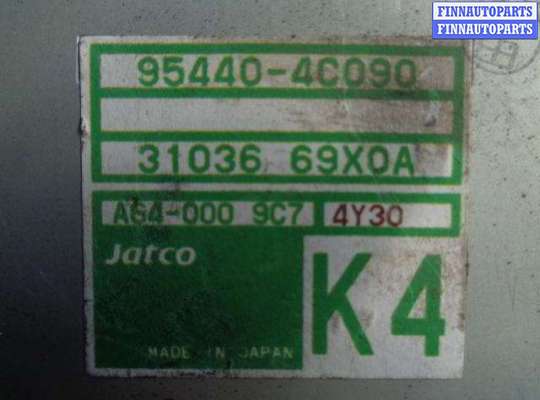 FINNAUTOPARTS
FINNAUTOPARTS
95440-4C090
31036 69X0A
A64-000 9C7 4Y30
Jatco
K4
MADE IN JAPAN